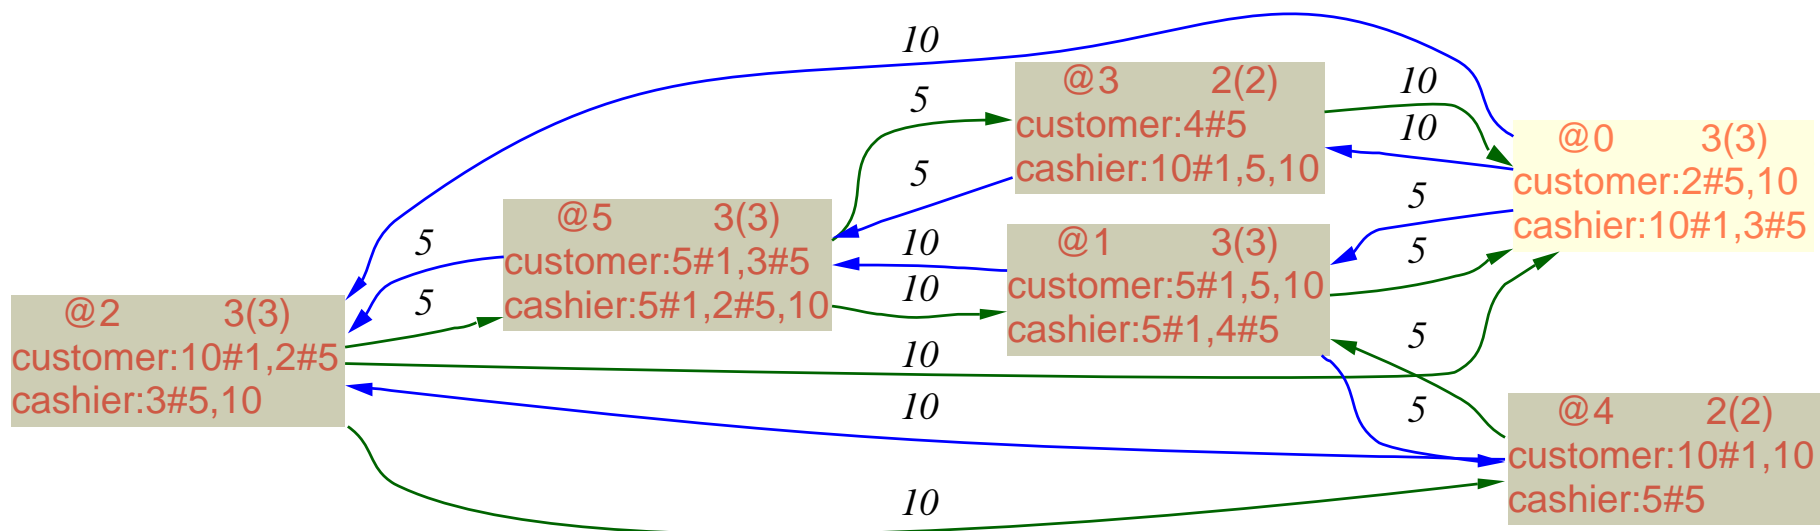 10
@3 2(2)
customer:4#5
cashier:10#1,5,10
10
10
5
5
@0 3(3)
customer:2#5,10
cashier:10#1,3#5
@5 3(3)
customer:5#1,3#5
cashier:5#1,2#5,10
5
5
10
10
@1 3(3)
customer:5#1,5,10
cashier:5#1,4#5
5
5
@2 3(3)
customer:10#1,2#5
cashier:3#5,10
10
10
10
5
5
@4 2(2)
customer:10#1,10
cashier:5#5